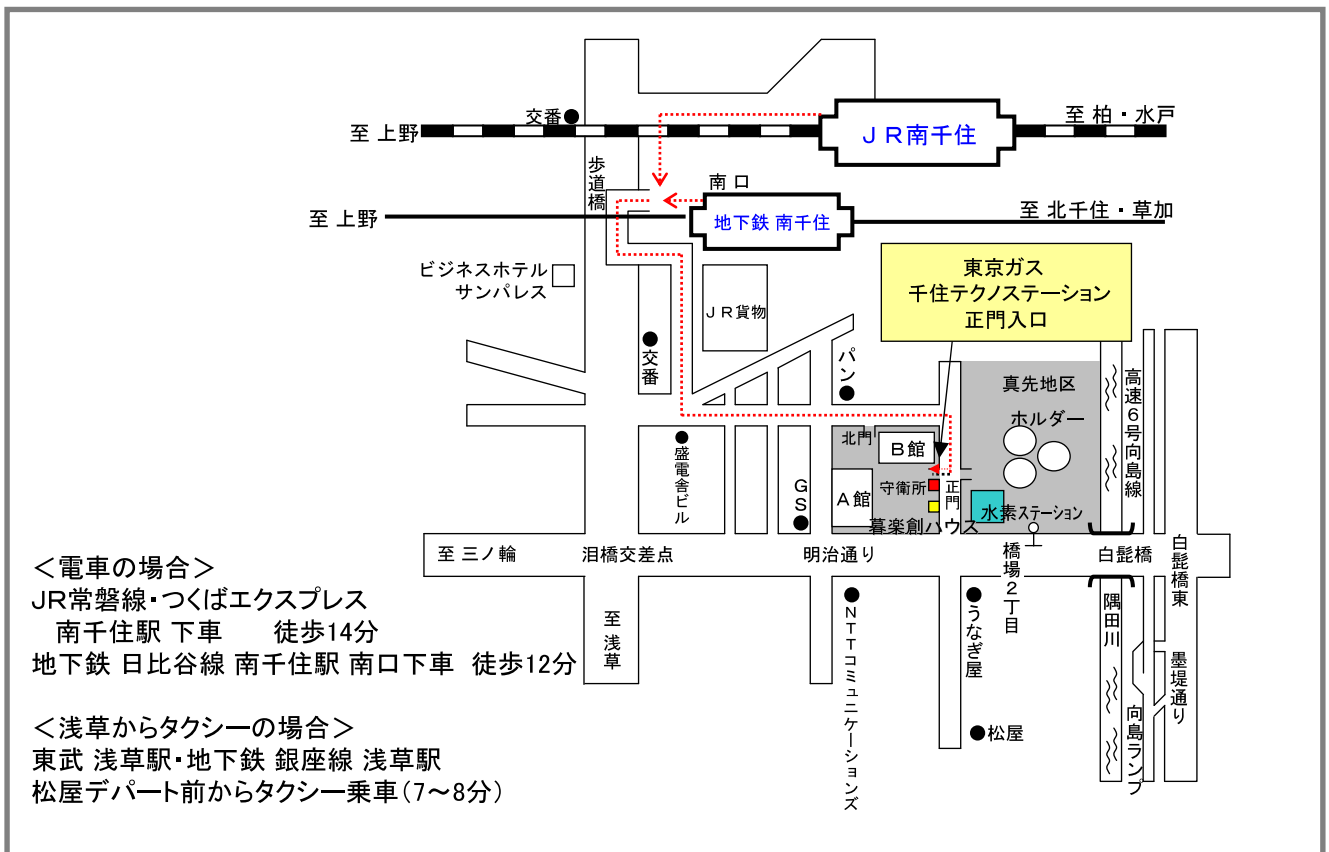 交番
至 上野
JR南千住
至 柏・水戸
歩道橋
南口
至 上野
地下鉄 南千住
至 北千住・草加
ビジネスホテル
サンパレス
JR貨物
東京ガス
千住テクノステーション
正門入口
交番
パン
真先地区
ホルダー
高速6号向島線
盛電舎ビル
GS
北門
B館
A館
守衛所
正門
水素ステーション
暮楽創ハウス
至 三ノ輪
泪橋交差点
明治通り
橋場2丁目
白髭橋
白髭橋東
至 浅草
NTTコミュニケーションズ
うなぎ屋
松屋
隅田川
向島ランプ
墨堤通り
<電車の場合>
JR常磐線・つくばエクスプレス
南千住駅 下車 徒歩14分
地下鉄 日比谷線 南千住駅 南口下車 徒歩12分
<浅草からタクシーの場合>
東武 浅草駅・地下鉄 銀座線 浅草駅
松屋デパート前からタクシー乗車(7~8分)